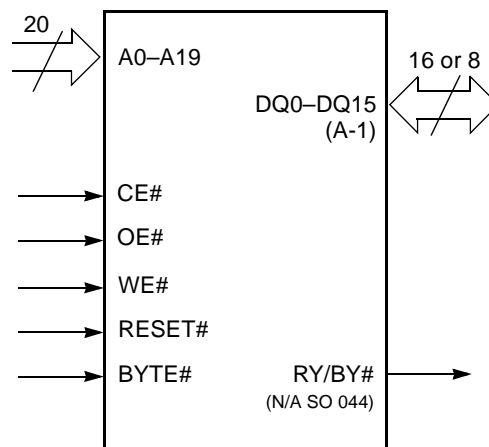 20
A0–A19
16 or 8
DQ0–DQ15
(A-1)
CE#
OE#
WE#
RESET#
BYTE#
RY/BY#
(N/A SO 044)